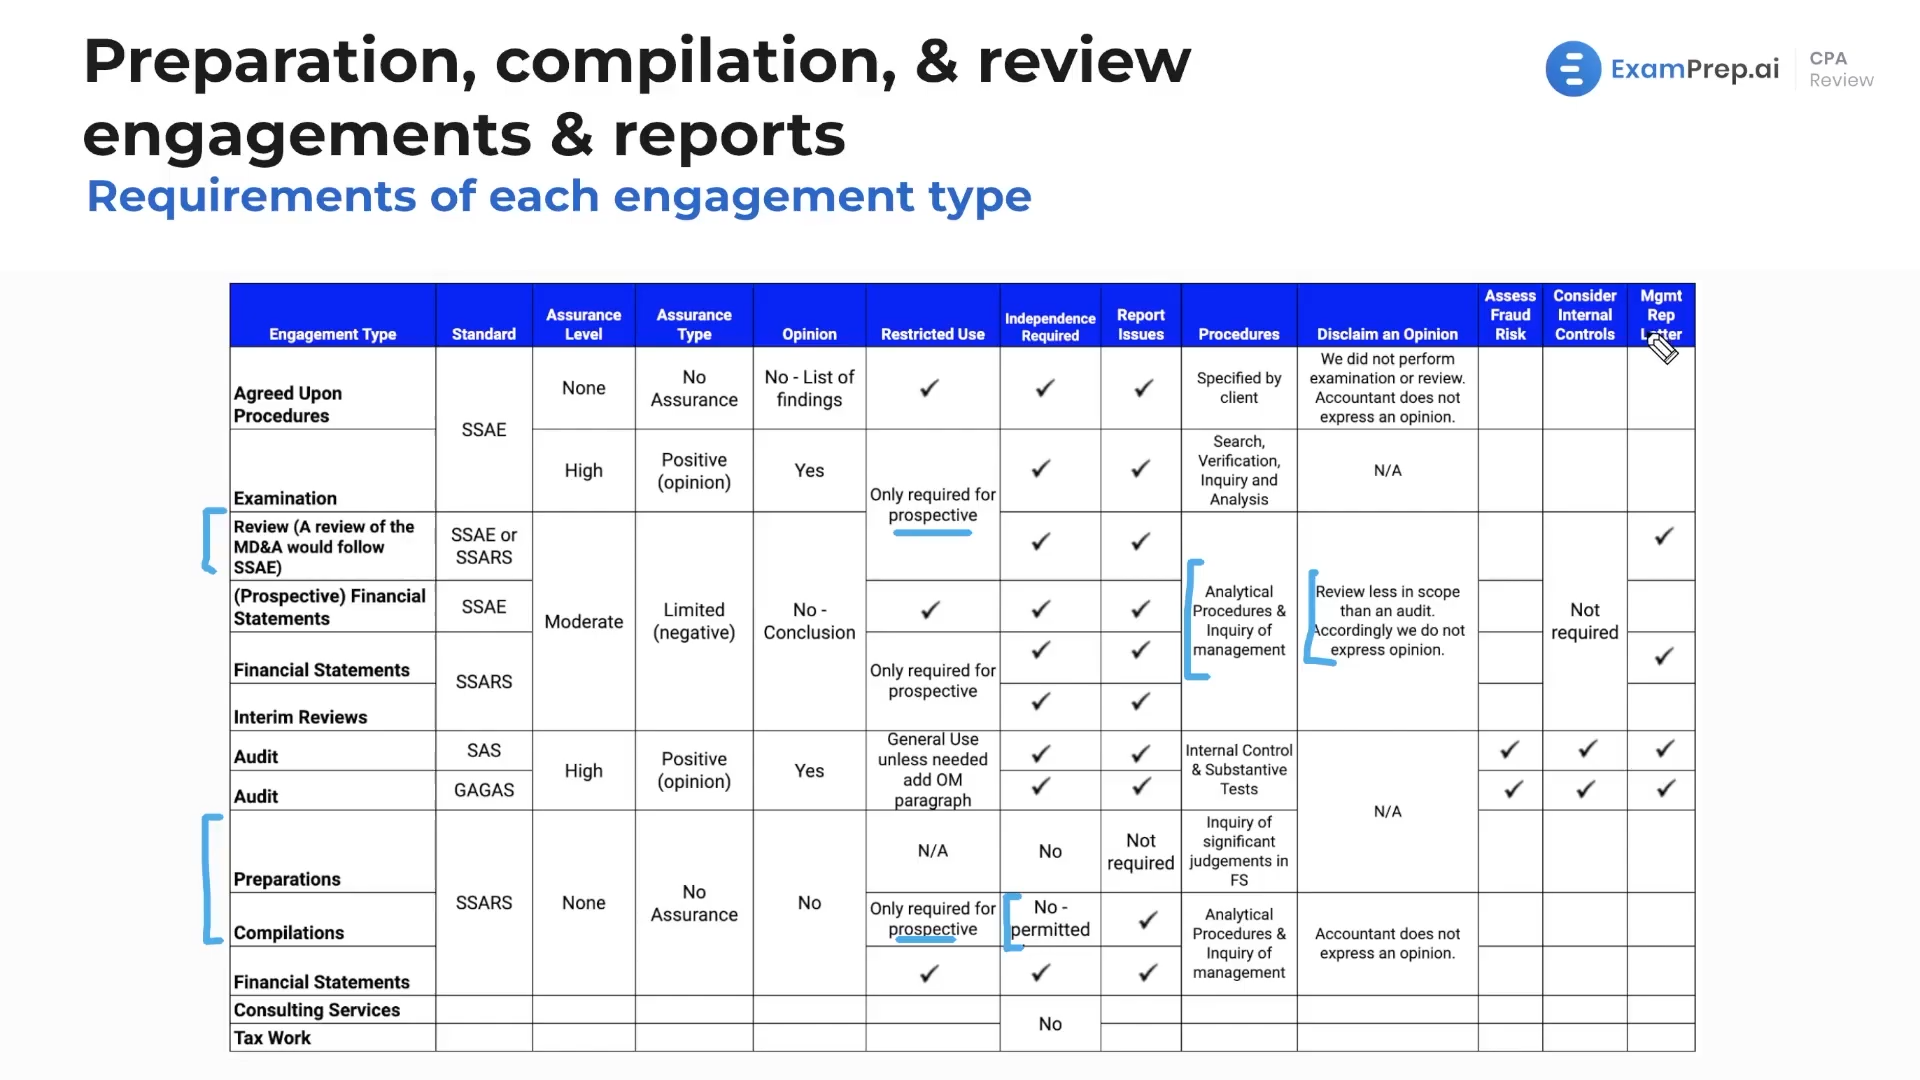 Preparation, compilation, & review
engagements & reports
Requirements of each engagement type
ExamPrep.ai
CPA
Review
Engagement Type
Standard
Assurance
Level
Assurance
Type
Opinion
Restricted Use
Independence
Required
Report
Issues
Procedures
Disclaim an Opinion
Assess
Fraud
Risk
Consider
Internal
Controls
Mgmt
Rep
Letter
Agreed Upon
Procedures
SSAE
None
No
Assurance
No - List of
findings
✓
✓
✓
Specified by
client
We did not perform
examination or review.
Accountant does not
express an opinion.
Examination
High
Positive
(opinion)
Yes
Only required for
prospective
✓
✓
Search,
Verification,
Inquiry and
Analysis
N/A
Review (A review of the
MD&A would follow
SSAE)
SSAE or
SSARS
Moderate
Limited
(negative)
No -
Conclusion
✓
✓
Analytical
Procedures &
Inquiry of
management
Review less in scope
than an audit.
Accordingly we do not
express opinion.
Not
required
✓
(Prospective) Financial
Statements
SSAE
✓
✓
✓
Financial Statements
SSARS
Only required for
prospective
✓
✓
✓
Interim Reviews
✓
✓
Audit
SAS
High
Positive
(opinion)
Yes
General Use
unless needed
add OM
paragraph
✓
✓
Internal Control
& Substantive
Tests
N/A
✓
✓
✓
Audit
GAGAS
✓
✓
✓
✓
✓
Preparations
SSARS
None
No
Assurance
No
N/A
No
Not
required
Inquiry of
significant
judgements in
FS
Compilations
Only required for
prospective
No -
permitted
✓
Analytical
Procedures &
Inquiry of
management
Accountant does not
express an opinion.
Financial Statements
✓
✓
✓
Consulting Services
No
Tax Work